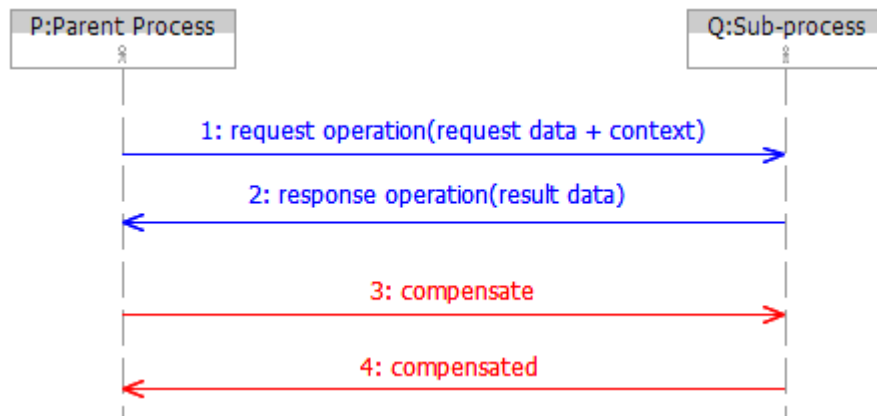 P:Parent Process
Q:Sub-process
1: request operation(request data + context)
2: response operation(result data)
3: compensate
4: compensated